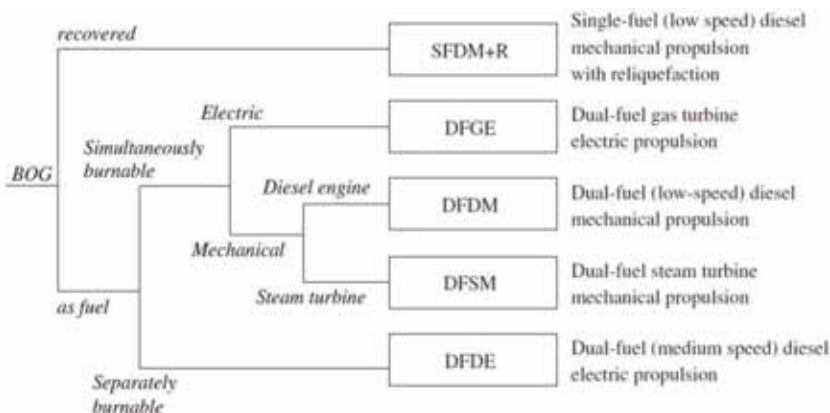 recovered
SFDM+R
Single-fuel (low speed) diesel
mechanical propulsion
with reliquefaction
Electric
DFGE
Dual-fuel gas turbine
electric propulsion
Simultaneously
burnable
BOG
Diesel engine
DFDM
Dual-fuel (low-speed) diesel
mechanical propulsion
Mechanical
Steam turbine
DFSM
Dual-fuel steam turbine
mechanical propulsion
as fuel
DFDE
Dual-fuel (medium speed) diesel
electric propulsion
Separately
burnable